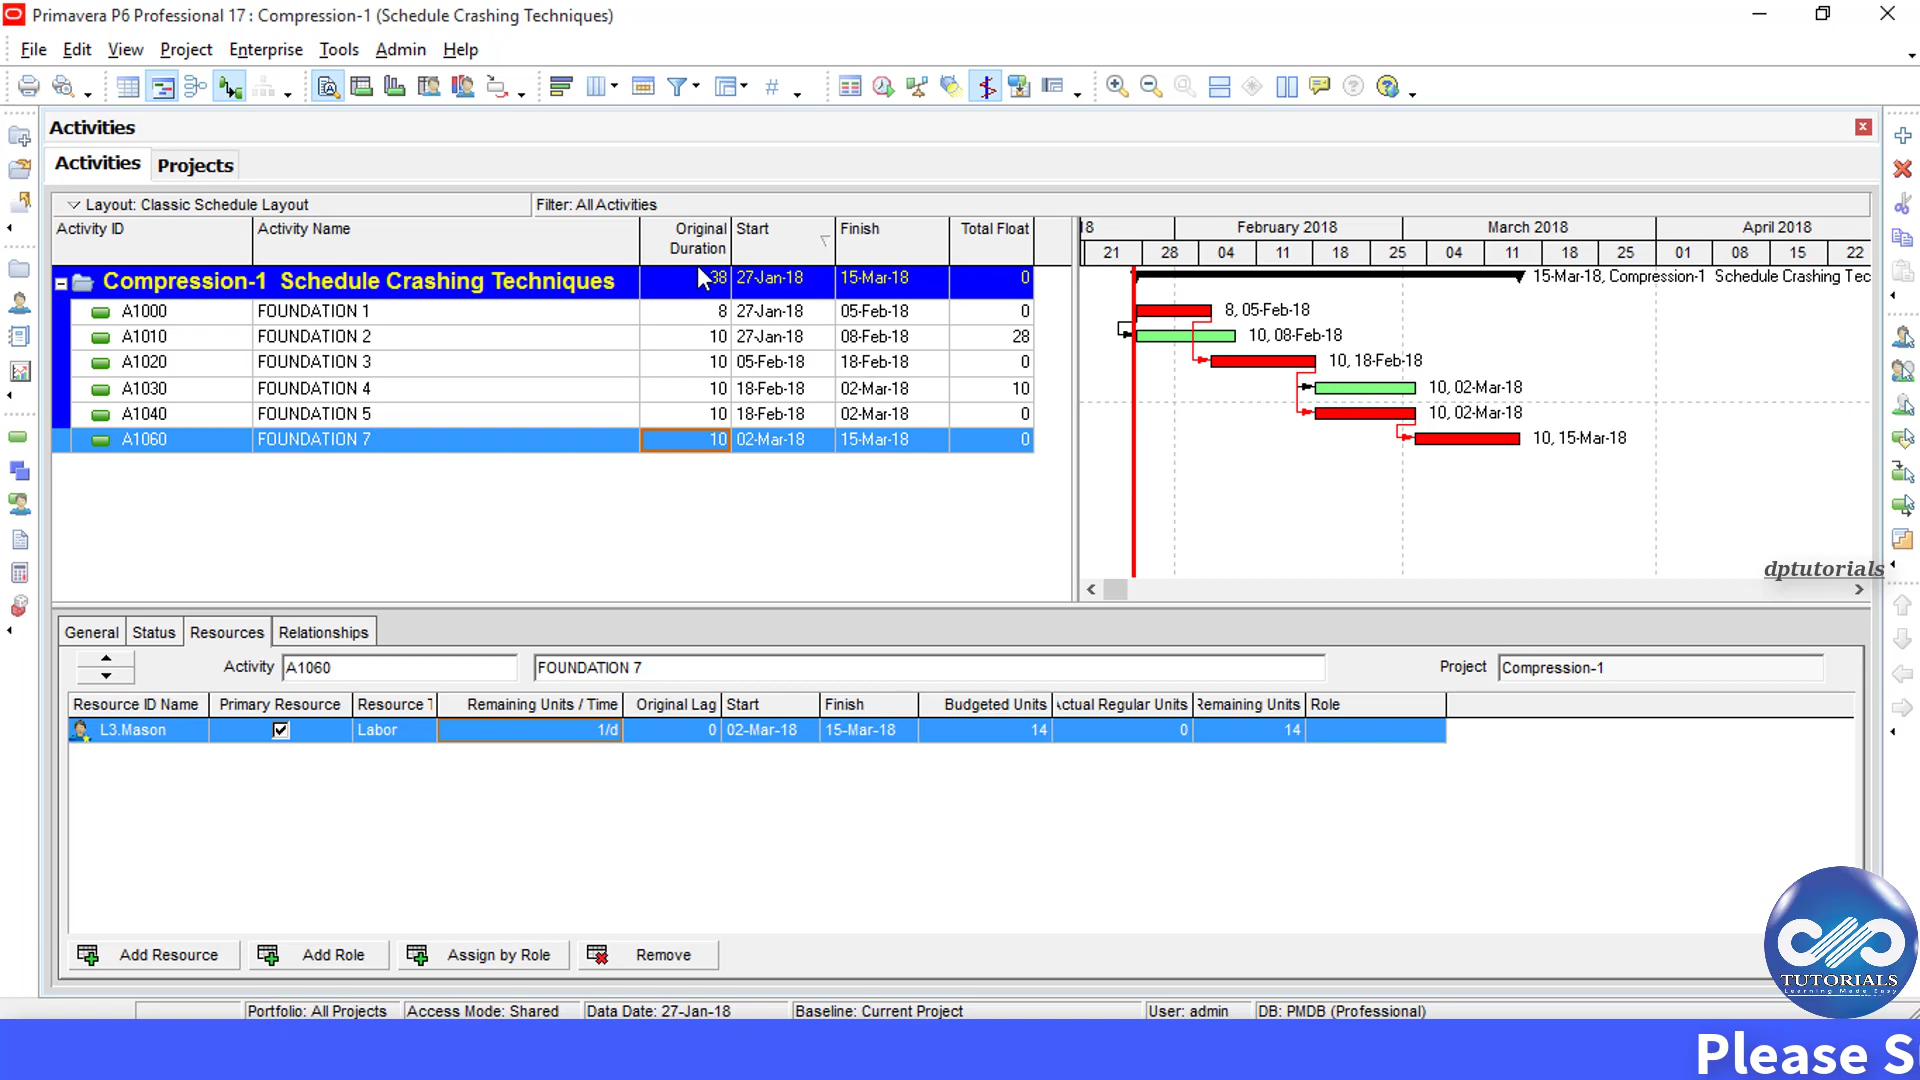 Primavera P6 Professional 17 : Compression-1 (Schedule Crashing Techniques)
File Edit View Project Enterprise Tools Admin Help
Activities
Activities Projects
Layout: Classic Schedule Layout Filter: All Activities
Activity ID Activity Name Original Duration Start Finish Total Float
18 February 2018 March 2018 April 2018
21 28 04 11 18 25 04 11 18 25 01 08 15 22
Compression-1 Schedule Crashing Techniques 38 27-Jan-18 15-Mar-18 0
15-Mar-18, Compression-1 Schedule Crashing Tec
A1000 FOUNDATION 1 8 27-Jan-18 05-Feb-18 0 8, 05-Feb-18
A1010 FOUNDATION 2 10 27-Jan-18 08-Feb-18 28 10, 08-Feb-18
A1020 FOUNDATION 3 10 05-Feb-18 18-Feb-18 0 10, 18-Feb-18
A1030 FOUNDATION 4 10 18-Feb-18 02-Mar-18 10 10, 02-Mar-18
A1040 FOUNDATION 5 10 18-Feb-18 02-Mar-18 0 10, 02-Mar-18
A1060 FOUNDATION 7 10 02-Mar-18 15-Mar-18 0 10, 15-Mar-18
dptutorials
General Status Resources Relationships
Activity A1060 FOUNDATION 7 Project Compression-1
Resource ID Name Primary Resource Resource T Remaining Units / Time Original Lag Start Finish Budgeted Units ctual Regular Units Remaining Units Role
L3.Mason Labor 1/d 0 02-Mar-18 15-Mar-18 14 0 14
Add Resource Add Role Assign by Role Remove
TUTORIALS
Learning Made Easy
Portfolio: All Projects Access Mode: Shared Data Date: 27-Jan-18 Baseline: Current Project User: admin DB: PMDB (Professional)
Please S